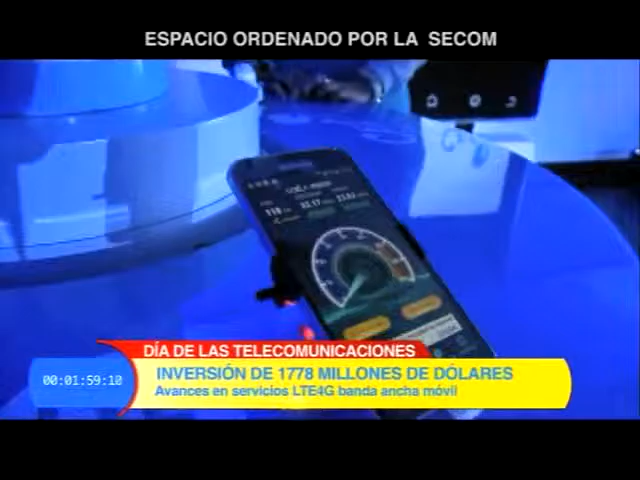 ESPACIO ORDENADO POR LA SECOM
DÍA DE LAS TELECOMUNICACIONES
INVERSIÓN DE 1778 MILLONES DE DÓLARES
00:01:59:10
Avances en servicios LTE4G banda ancha móvil